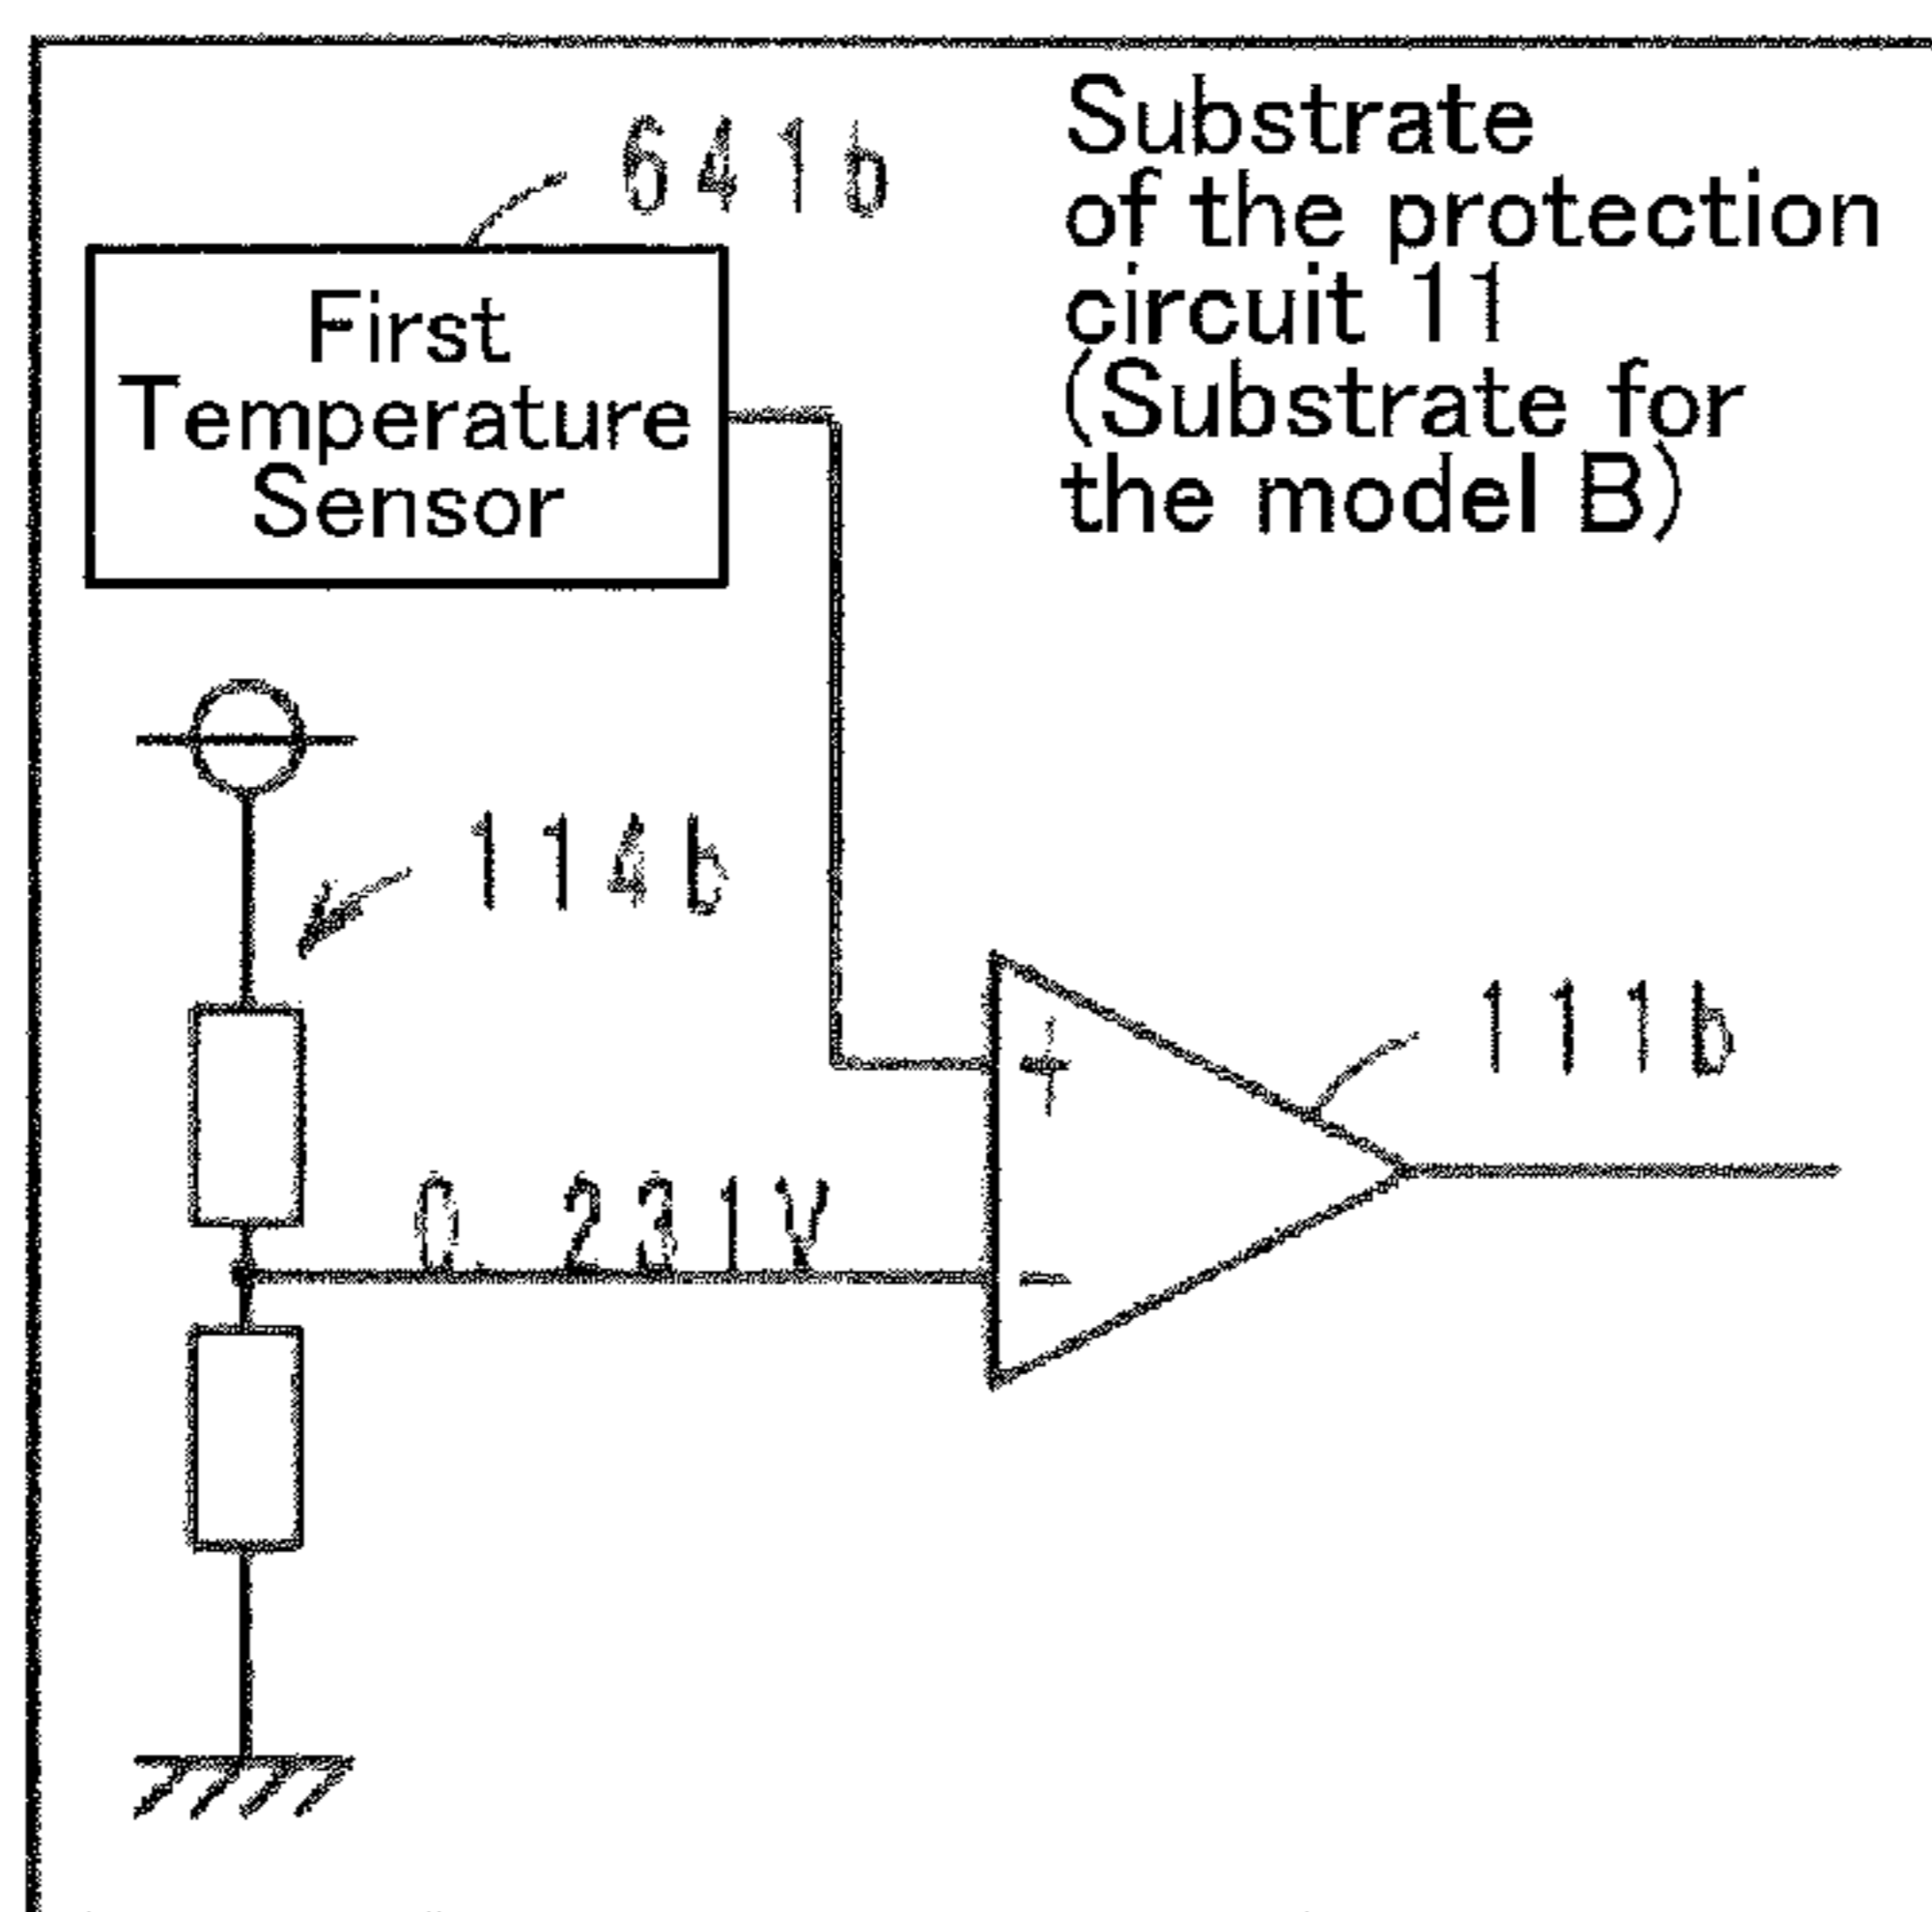 641b
Substrate
of the protection
circuit 11
(Substrate for
the model B)
First
Temperature
Sensor
114b
111b
+
0. 231V
-